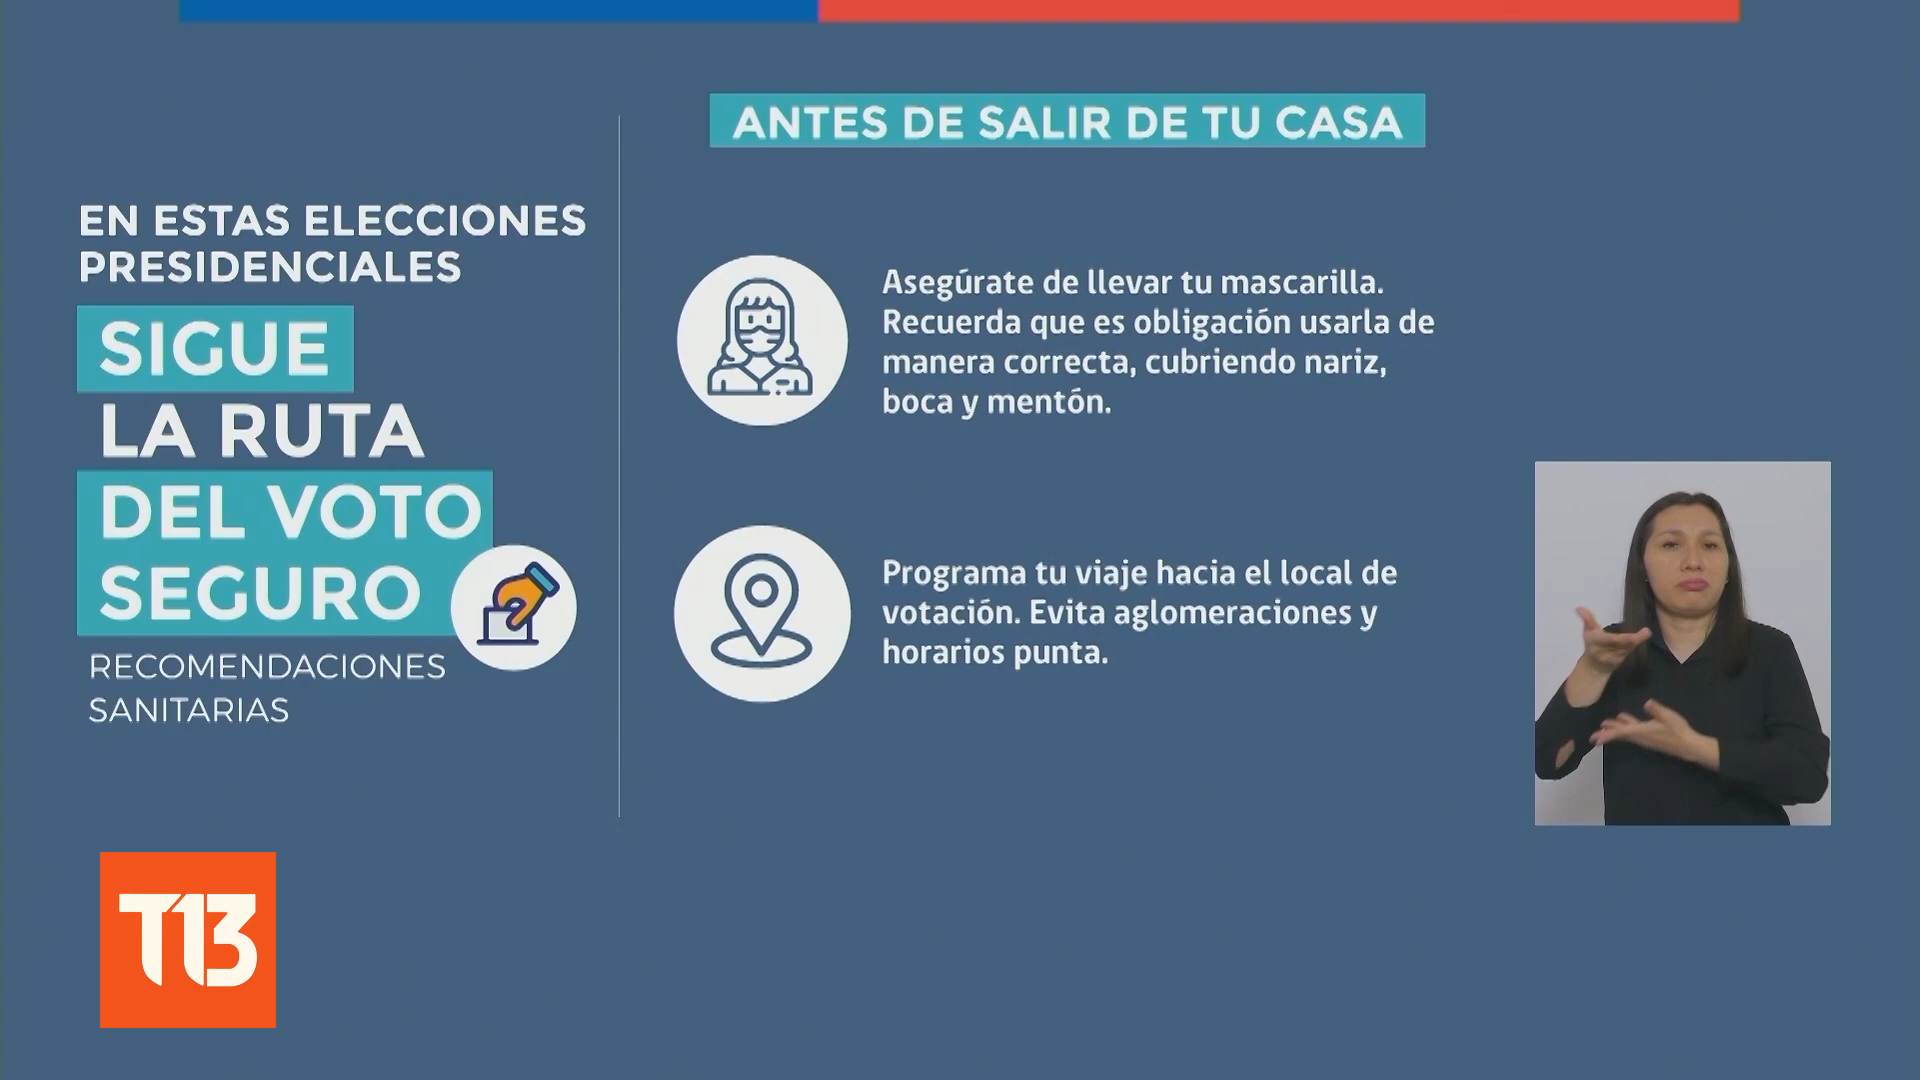 EN ESTAS ELECCIONES
PRESIDENCIALES
SIGUE
LA RUTA
DEL VOTO
SEGURO
RECOMENDACIONES
SANITARIAS
ANTES DE SALIR DE TU CASA
Asegúrate de llevar tu mascarilla.
Recuerda que es obligación usarla de
manera correcta, cubriendo nariz,
boca y mentón.
Programa tu viaje hacia el local de
votación. Evita aglomeraciones y
horarios punta.
T13